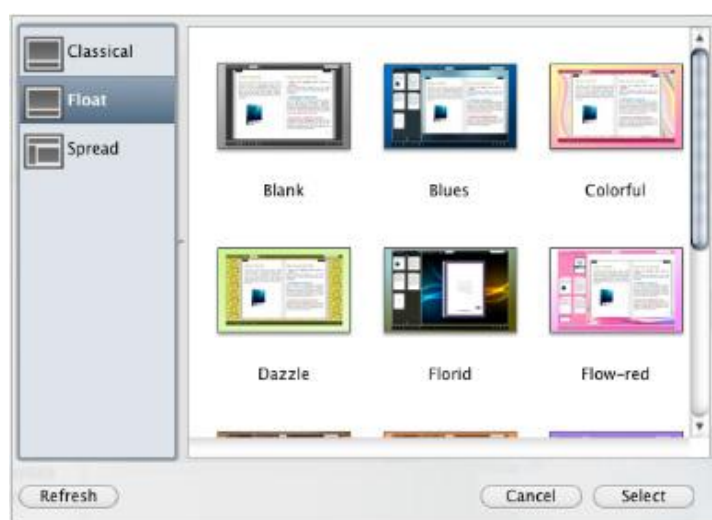 Classical
Float
Spread
Blank
Blues
Colorful
Dazzle
Florid
Flow-red
Refresh
Cancel
Select